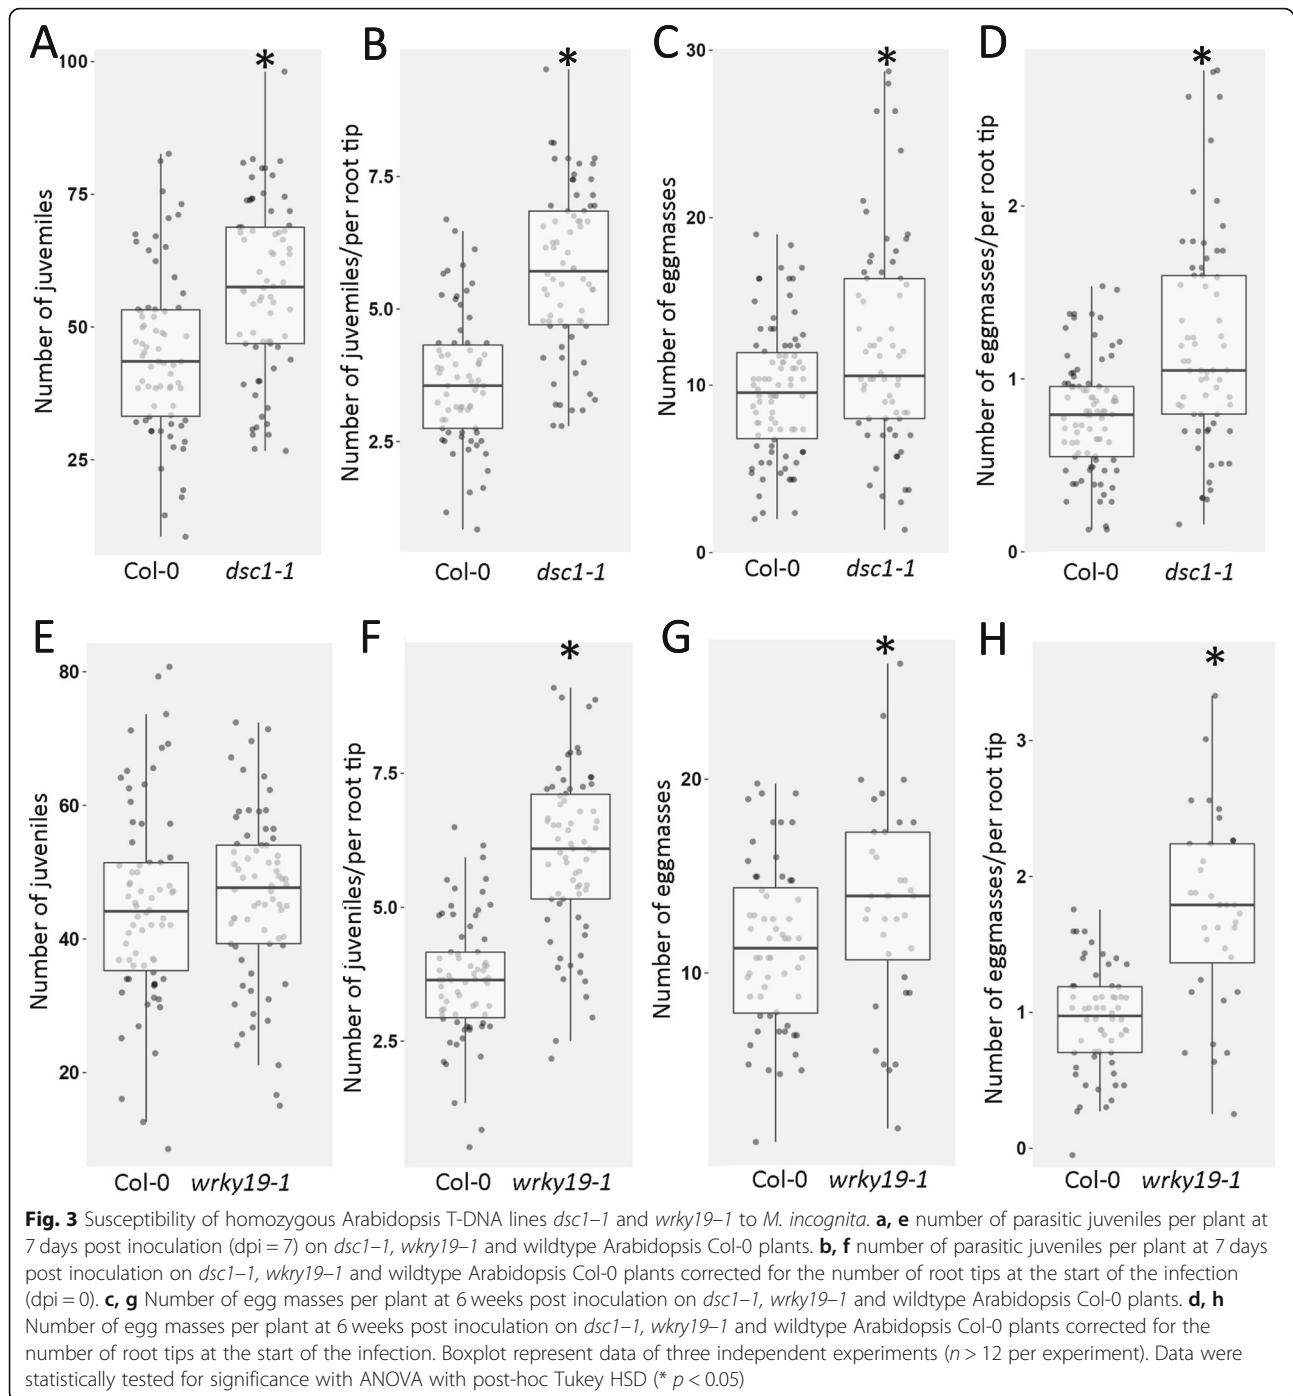 A
B
C
D
*
*
*
*
100
75
50
25
Number of juvemiles
7.5
5.0
2.5
Number of juvemiles/per root tip
30
20
10
0
Number of eggmasses
2
1
0
Number of eggmasses/per root tip
Col-0 dsc1-1
Col-0 dsc1-1
Col-0 dsc1-1
Col-0 dsc1-1
E
F
G
H
*
*
*
80
60
40
20
Number of juveniles
7.5
5.0
2.5
Number of juveniles/per root tip
20
10
Number of eggmasses
3
2
1
0
Number of eggmasses/per root tip
Col-0 wrky19-1
Col-0 wrky19-1
Col-0 wrky19-1
Col-0 wrky19-1
Fig. 3 Susceptibility of homozygous Arabidopsis T-DNA lines dsc1–1 and wrky19–1 to M. incognita. a, e number of parasitic juveniles per plant at
7 days post inoculation (dpi = 7) on dsc1–1, wkry19–1 and wildtype Arabidopsis Col-0 plants. b, f number of parasitic juveniles per plant at 7 days
post inoculation on dsc1–1, wkry19–1 and wildtype Arabidopsis Col-0 plants corrected for the number of root tips at the start of the infection
(dpi = 0). c, g Number of egg masses per plant at 6 weeks post inoculation on dsc1–1, wrky19–1 and wildtype Arabidopsis Col-0 plants. d, h
Number of egg masses per plant at 6 weeks post inoculation on dsc1–1, wkry19–1 and wildtype Arabidopsis Col-0 plants corrected for the
number of root tips at the start of the infection. Boxplot represent data of three independent experiments (n > 12 per experiment). Data were
statistically tested for significance with ANOVA with post-hoc Tukey HSD (* p < 0.05)